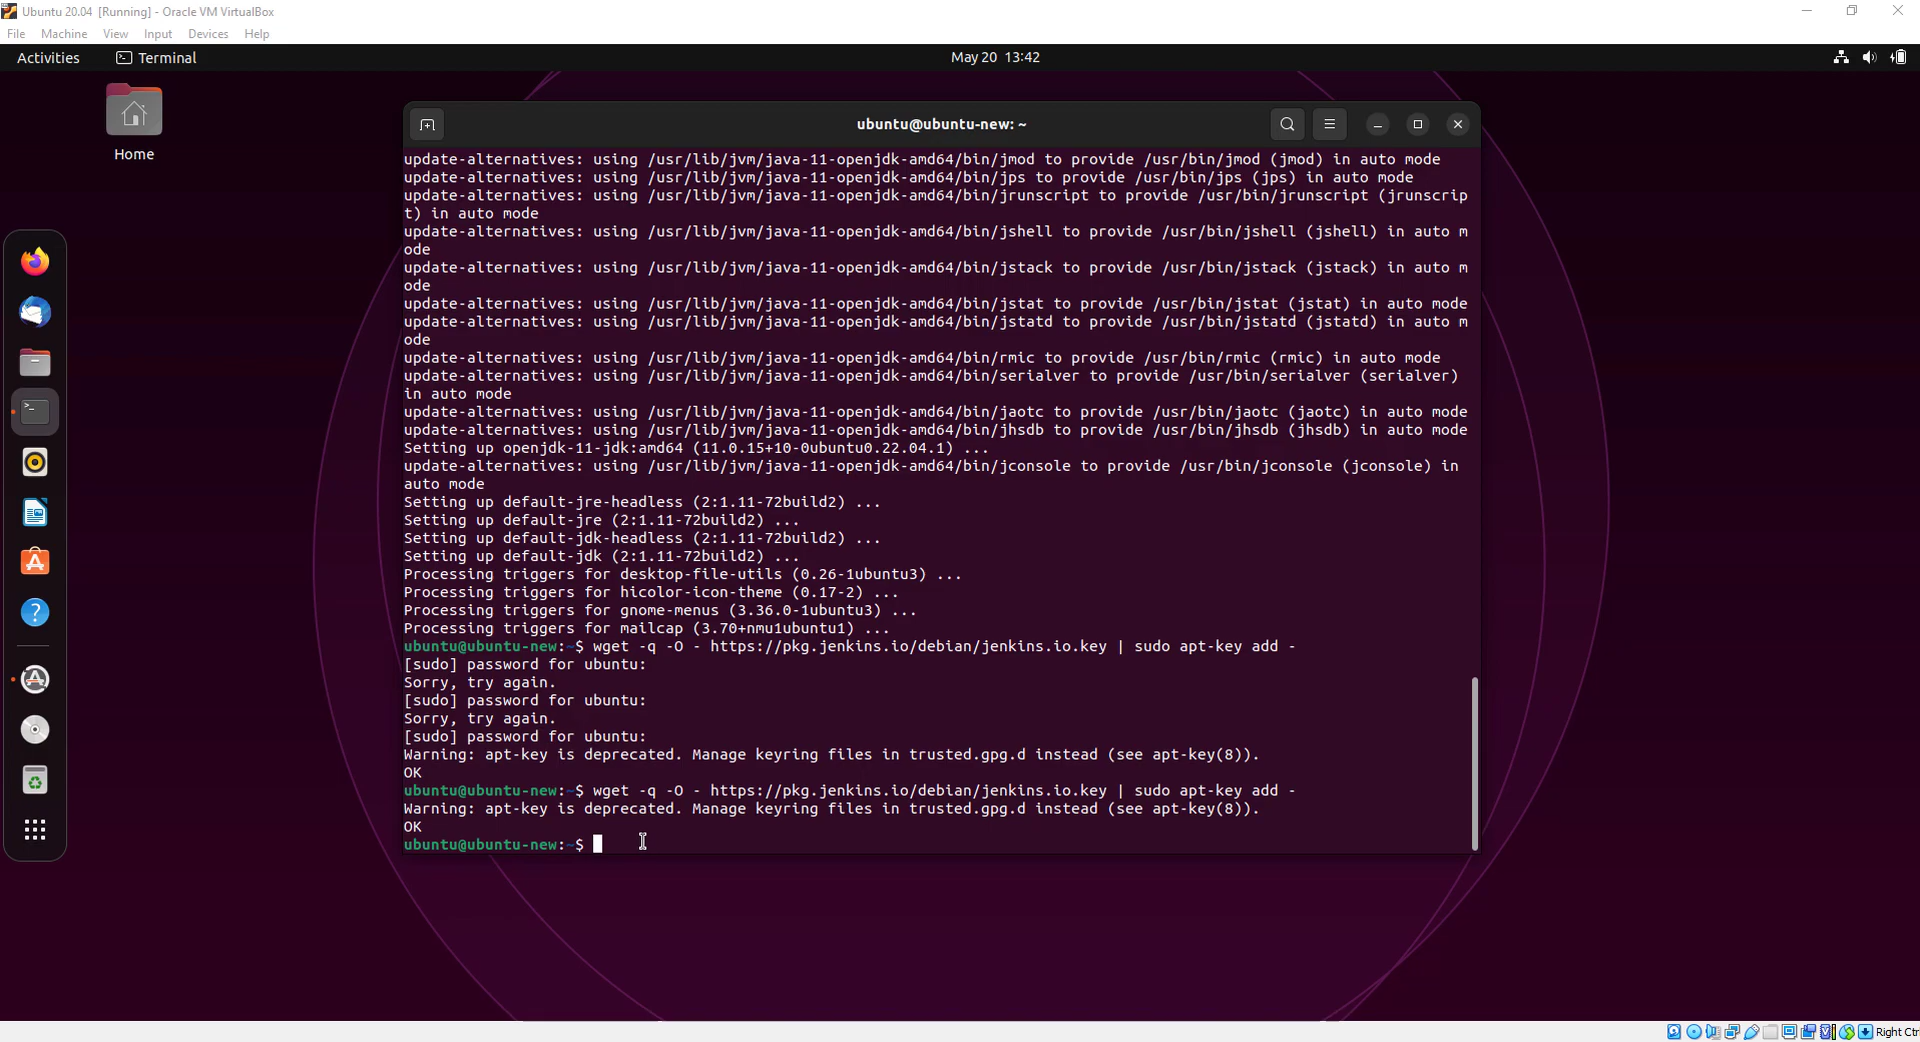 Ubuntu 20.04 [Running] - Oracle VM VirtualBox
File Machine View Input Devices Help
Activities Terminal May 20 13:42
Home
ubuntu@ubuntu-new: ~
update-alternatives: using /usr/lib/jvm/java-11-openjdk-amd64/bin/jmod to provide /usr/bin/jmod (jmod) in auto mode
update-alternatives: using /usr/lib/jvm/java-11-openjdk-amd64/bin/jps to provide /usr/bin/jps (jps) in auto mode
update-alternatives: using /usr/lib/jvm/java-11-openjdk-amd64/bin/jrunscript to provide /usr/bin/jrunscript (jrunscrip
t) in auto mode
update-alternatives: using /usr/lib/jvm/java-11-openjdk-amd64/bin/jshell to provide /usr/bin/jshell (jshell) in auto m
ode
update-alternatives: using /usr/lib/jvm/java-11-openjdk-amd64/bin/jstack to provide /usr/bin/jstack (jstack) in auto m
ode
update-alternatives: using /usr/lib/jvm/java-11-openjdk-amd64/bin/jstat to provide /usr/bin/jstat (jstat) in auto mode
update-alternatives: using /usr/lib/jvm/java-11-openjdk-amd64/bin/jstatd to provide /usr/bin/jstatd (jstatd) in auto m
ode
update-alternatives: using /usr/lib/jvm/java-11-openjdk-amd64/bin/rmic to provide /usr/bin/rmic (rmic) in auto mode
update-alternatives: using /usr/lib/jvm/java-11-openjdk-amd64/bin/serialver to provide /usr/bin/serialver (serialver)
in auto mode
update-alternatives: using /usr/lib/jvm/java-11-openjdk-amd64/bin/jaotc to provide /usr/bin/jaotc (jaotc) in auto mode
update-alternatives: using /usr/lib/jvm/java-11-openjdk-amd64/bin/jhsdb to provide /usr/bin/jhsdb (jhsdb) in auto mode
Setting up openjdk-11-jdk:amd64 (11.0.15+10-0ubuntu0.22.04.1) ...
update-alternatives: using /usr/lib/jvm/java-11-openjdk-amd64/bin/jconsole to provide /usr/bin/jconsole (jconsole) in
auto mode
Setting up default-jre-headless (2:1.11-72build2) ...
Setting up default-jre (2:1.11-72build2) ...
Setting up default-jdk-headless (2:1.11-72build2) ...
Setting up default-jdk (2:1.11-72build2) ...
Processing triggers for desktop-file-utils (0.26-1ubuntu3) ...
Processing triggers for hicolor-icon-theme (0.17-2) ...
Processing triggers for gnome-menus (3.36.0-1ubuntu3) ...
Processing triggers for mailcap (3.70+nmu1ubuntu1) ...
ubuntu@ubuntu-new:~$ wget -q -O - https://pkg.jenkins.io/debian/jenkins.io.key | sudo apt-key add -
[sudo] password for ubuntu:
Sorry, try again.
[sudo] password for ubuntu:
Sorry, try again.
[sudo] password for ubuntu:
Warning: apt-key is deprecated. Manage keyring files in trusted.gpg.d instead (see apt-key(8)).
OK
ubuntu@ubuntu-new:~$ wget -q -O - https://pkg.jenkins.io/debian/jenkins.io.key | sudo apt-key add -
Warning: apt-key is deprecated. Manage keyring files in trusted.gpg.d instead (see apt-key(8)).
OK
ubuntu@ubuntu-new:~$
Right Ctr